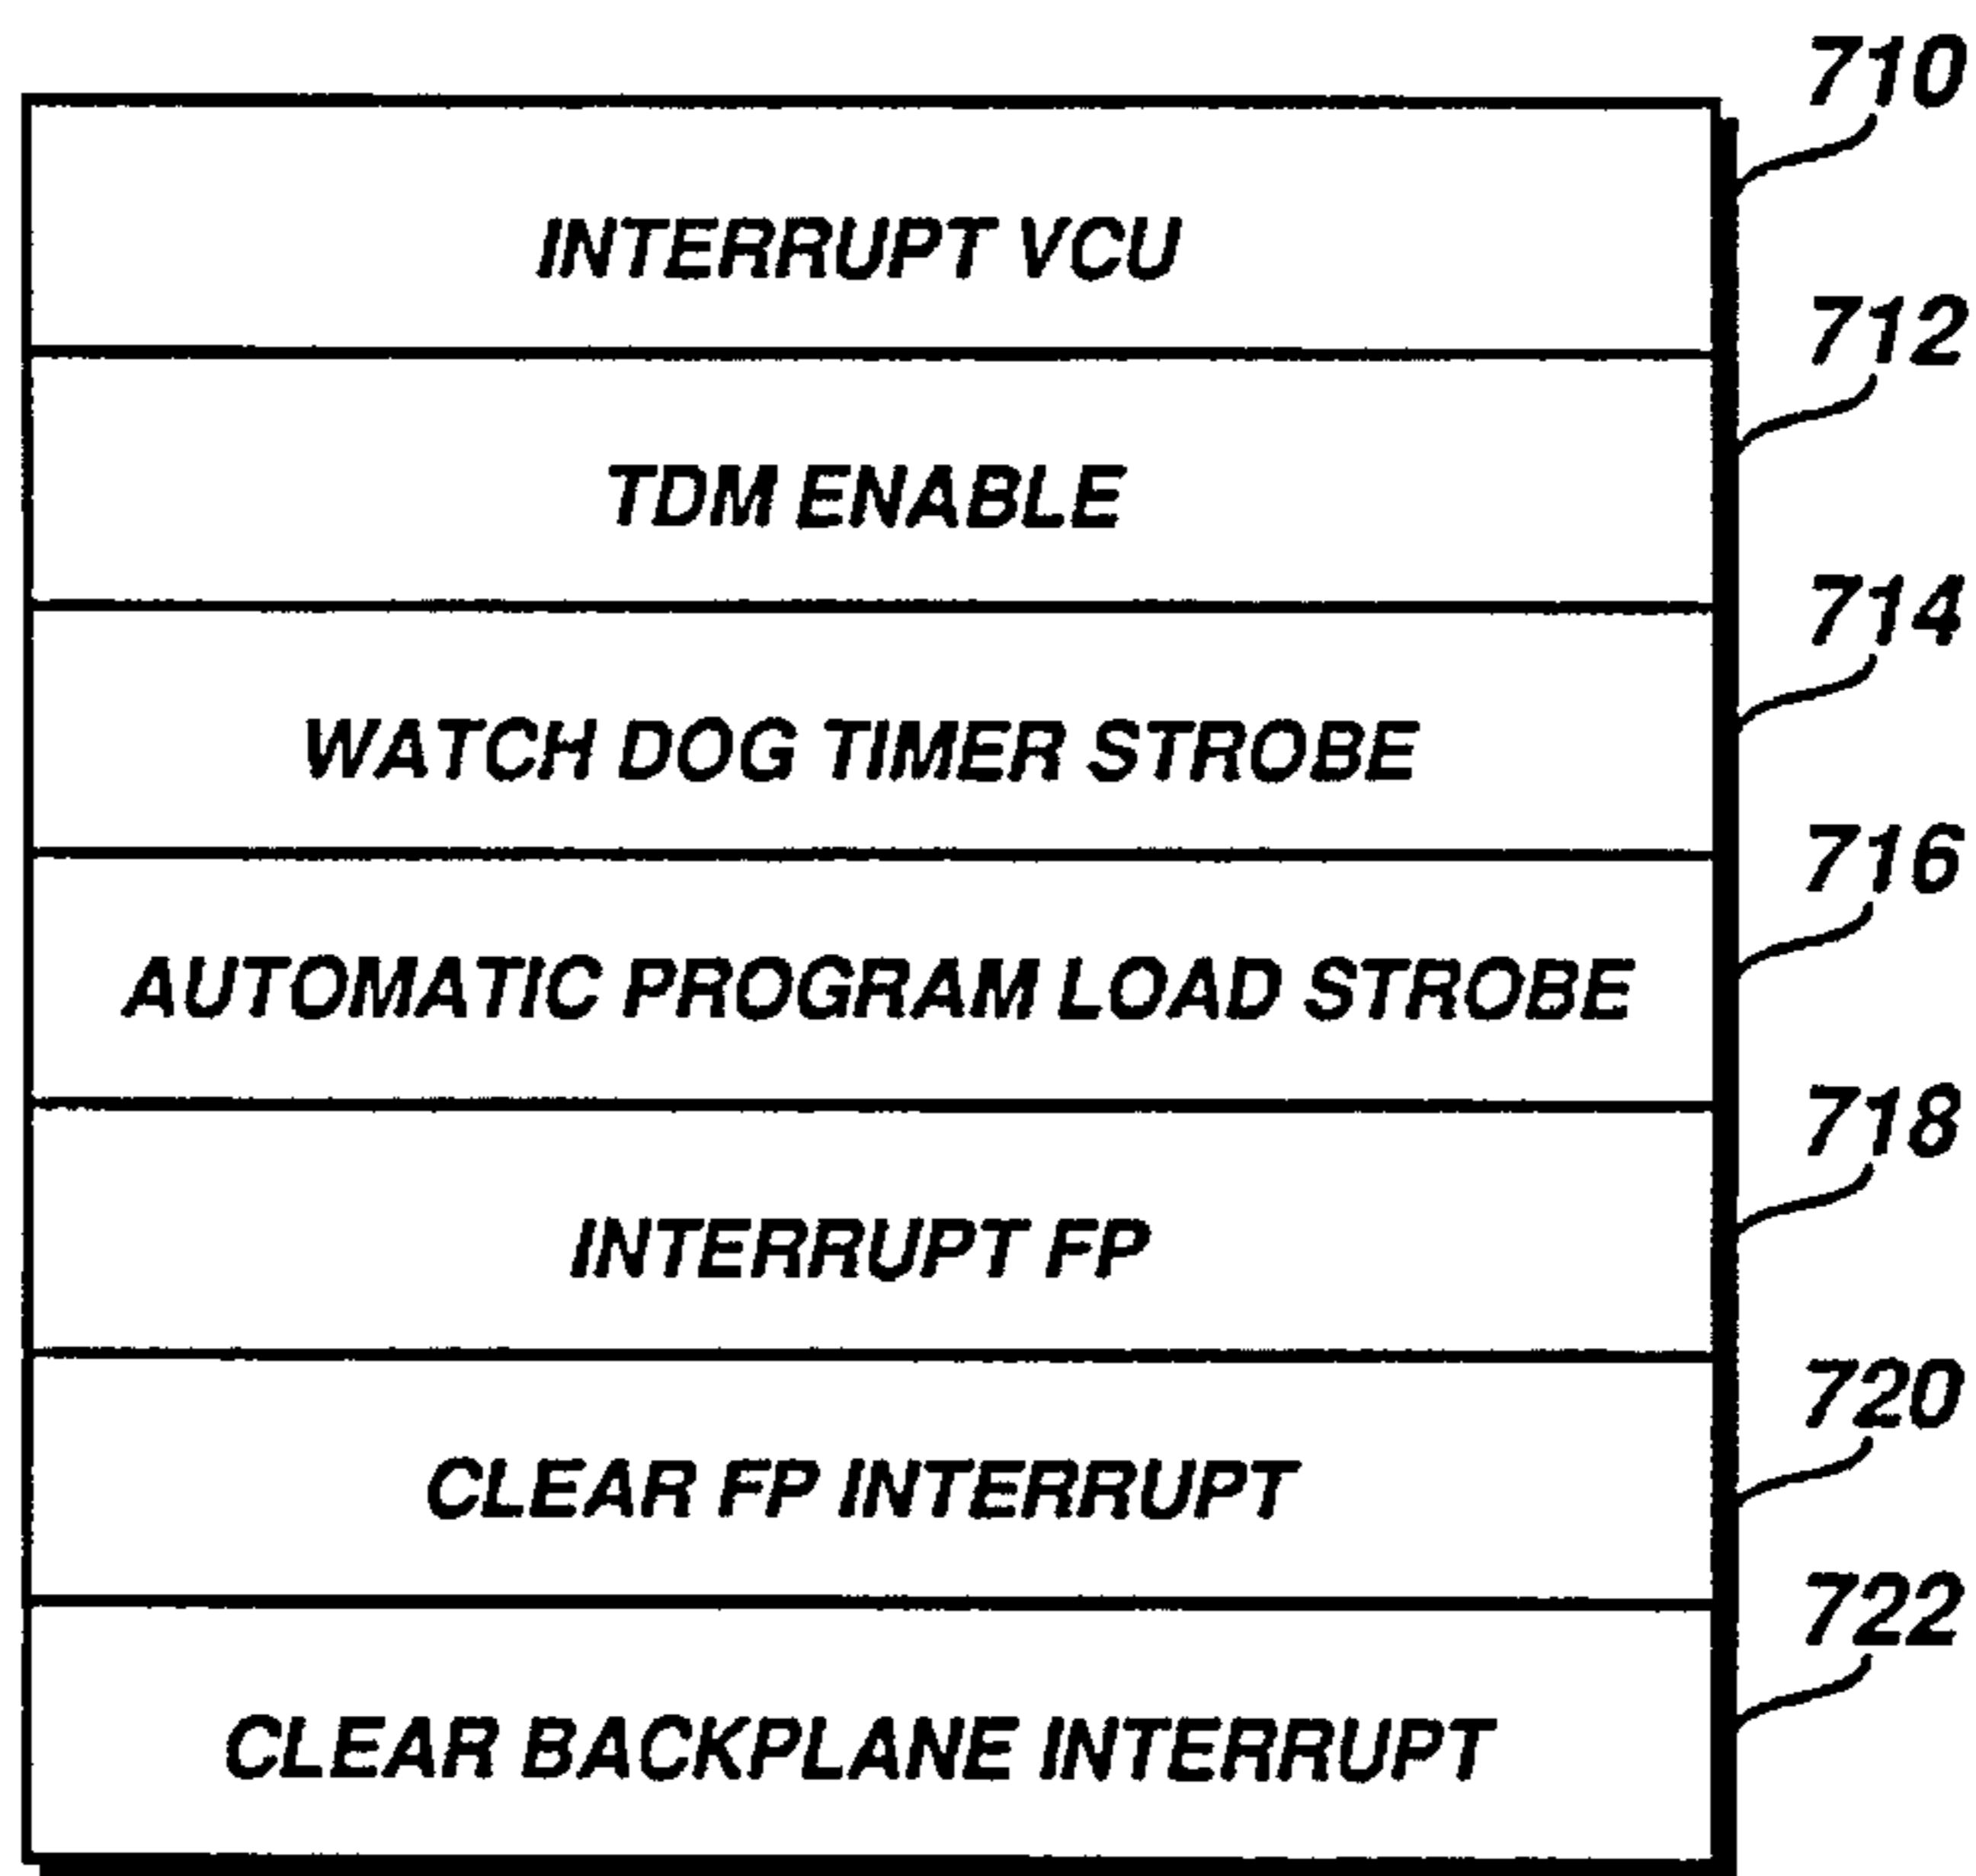 710
INTERRUPT VCU
712
TDM ENABLE
714
WATCH DOG TIMER STROBE
716
AUTOMATIC PROGRAM LOAD STROBE
718
INTERRUPT FP
720
CLEAR FP INTERRUPT
722
CLEAR BACKPLANE INTERRUPT